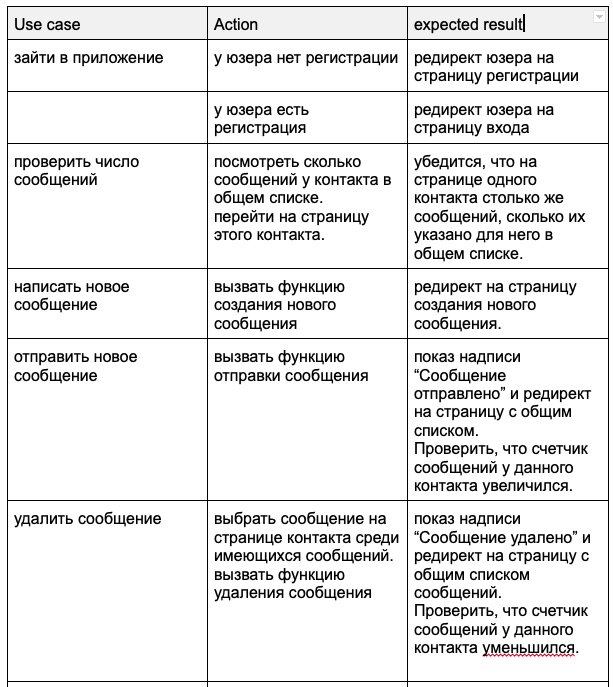 Use case
Action
expected result
зайти в приложение
у юзера нет регистрации
редирект юзера на
страницу регистрации
у юзера есть
регистрация
редирект юзера на
страницу входа
проверить число
сообщений
посмотреть сколько
сообщений у контакта в
общем списке.
перейти на страницу
этого контакта.
убедится, что на
странице одного
контакта столько же
сообщений, сколько их
указано для него в
общем списке.
написать новое
сообщение
вызвать функцию
создания нового
сообщения
редирект на страницу
создания нового
сообщения.
отправить новое
сообщение
вызвать функцию
отправки сообщения
показ надписи
“Сообщение
отправлено” и редирект
на страницу с общим
списком.
Проверить, что счетчик
сообщений у данного
контакта увеличился.
удалить сообщение
выбрать сообщение на
странице контакта среди
имеющихся сообщений.
вызвать функцию
удаления сообщения
показ надписи
“Сообщение удалено” и
редирект на страницу с
общим списком
сообщений.
Проверить, что счетчик
сообщений у данного
контакта уменьшился.